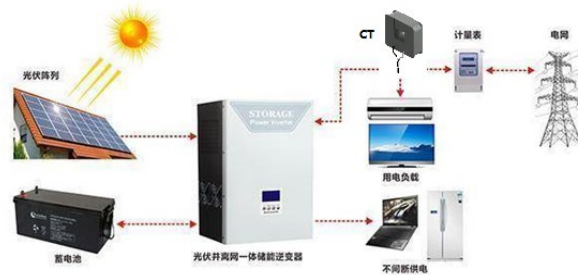 CT
计量表
电网
光伏阵列
STORAGE
Power Inverter
用电负载
蓄电池
光伏并离网一体储能逆变器
不间断供电